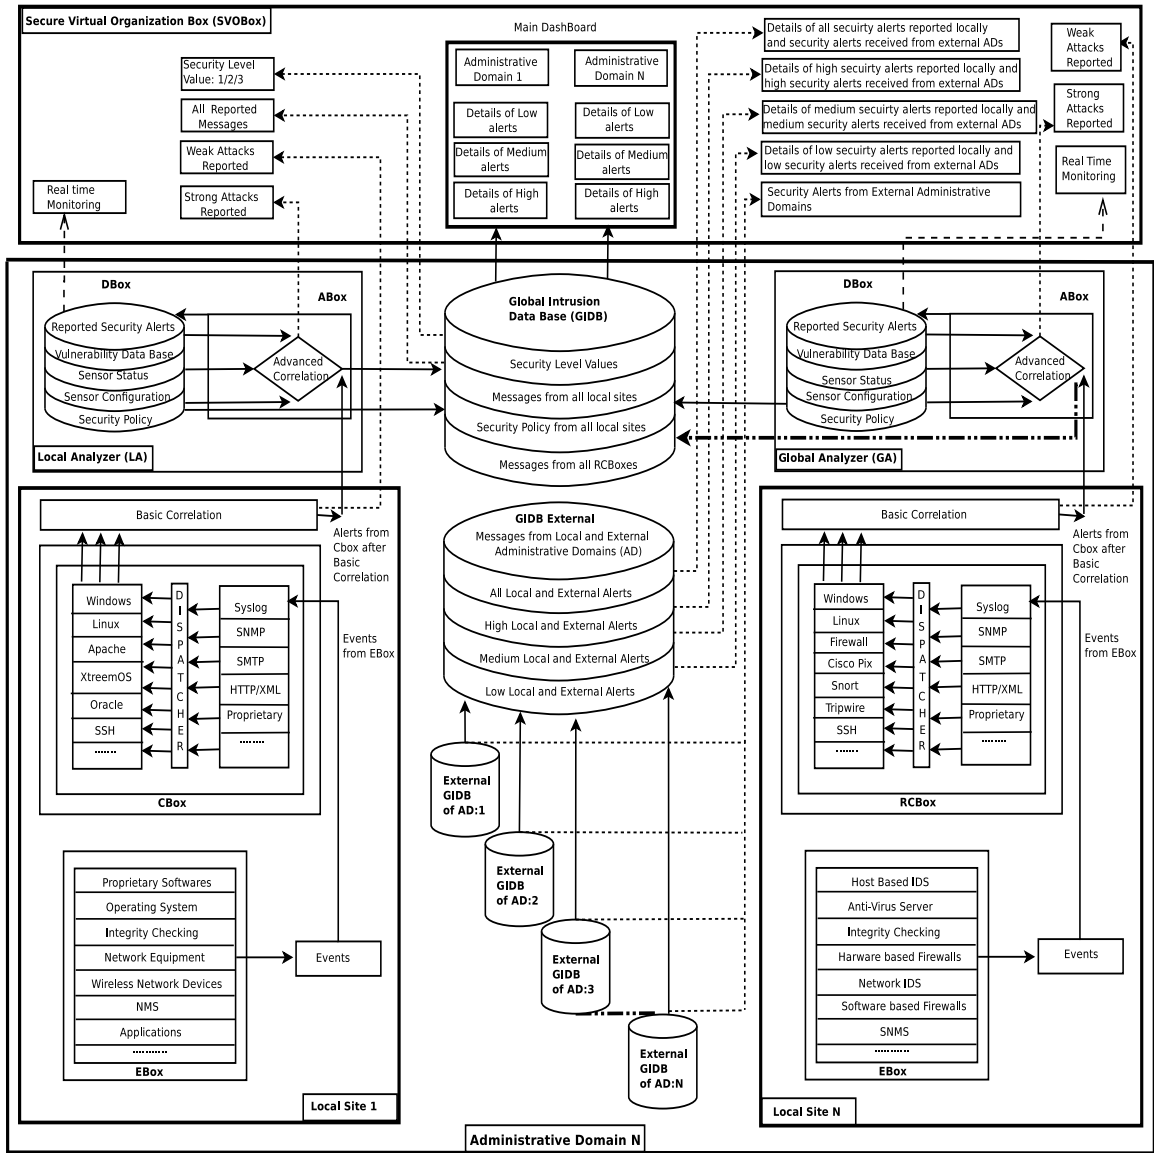 Secure Virtual Organization Box (SVOBox)
Main DashBoard
Security Level
Value: 1/2/3
All Reported
Messages
Weak Attacks
Reported
Strong Attacks
Reported
Real time
Monitoring
Administrative
Domain 1
Details of Low
alerts
Details of Medium
alerts
Details of High
alerts
Administrative
Domain N
Details of Low
alerts
Details of Medium
alerts
Details of High
alerts
Details of all secuirty alerts reported locally
and security alerts received from external ADs
Details of high secuirty alerts reported locally and
high security alerts received from external ADs
Details of medium secuirty alerts reported locally and
medium security alerts received from external ADs
Details of low security alerts reported locally and
low security alerts received from external ADs
Security Alerts from External Administrative
Domains
Weak
Attacks
Reported
Strong
Attacks
Reported
Real Time
Monitoring
DBox
ABox
Reported Security Alerts
Vulnerability Data Base
Sensor Status
Sensor Configuration
Security Policy
Advanced
Correlation
Local Analyzer (LA)
Global Intrusion
Data Base (GIDB)
Security Level Values
Messages from all local sites
Security Policy from all local sites
Messages from all RCBoxes
DBox
ABox
Reported Security Alerts
Vulnerability Data Base
Sensor Status
Sensor Configuration
Security Policy
Advanced
Correlation
Global Analyzer (GA)
Basic Correlation
Alerts from
Cbox after
Basic
Correlation
Windows
Linux
Apache
XtreemOS
Oracle
SSH
.......
DISPATCHER
Syslog
SNMP
SMTP
HTTP/XML
Proprietary
........
CBox
Events
from EBox
Proprietary Softwares
Operating System
Integrity Checking
Network Equipment
Wireless Network Devices
NMS
Applications
..........
EBox
Events
Local Site 1
GIDB External
Messages from Local and External
Administrative Domains (AD)
All Local and External Alerts
High Local and External Alerts
Medium Local and External Alerts
Low Local and External Alerts
External
GIDB
of AD:1
External
GIDB
of AD:2
External
GIDB
of AD:3
External
GIDB
of AD:N
Basic Correlation
Alerts from
Cbox after
Basic
Correlation
Windows
Linux
Firewall
Cisco Pix
Snort
Tripwire
SSH
.......
DISPATCHER
Syslog
SNMP
SMTP
HTTP/XML
Proprietary
........
RCBox
Events
from EBox
Host Based IDS
Anti-Virus Server
Integrity Checking
Harware based Firewalls
Network IDS
Software based Firewalls
SNMS
..........
EBox
Events
Local Site N
Administrative Domain N